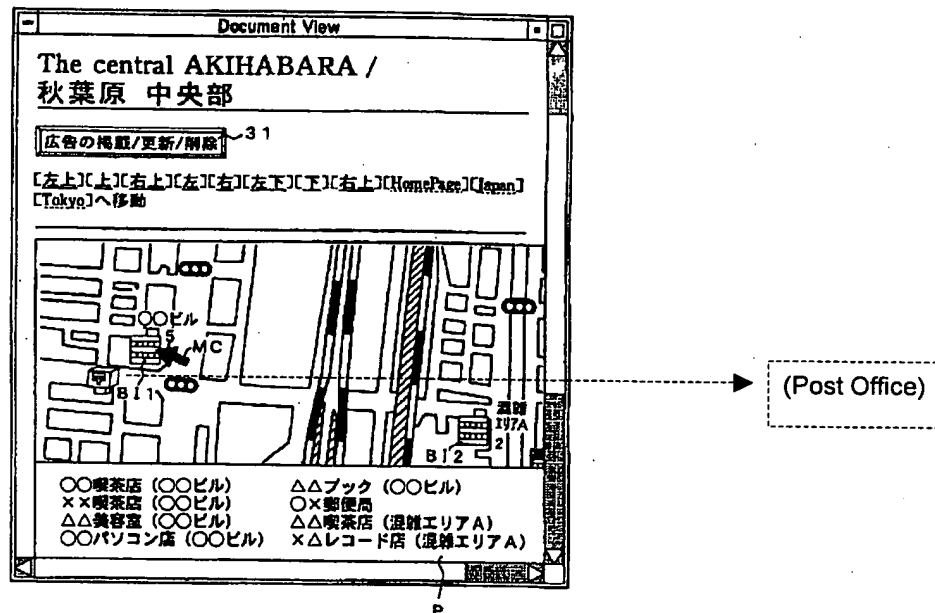 Document View
The central AKIHABARA /
秋葉原 中央部
広告の掲載/更新/削除
31
[左上][上][右上][左][右][左下][下][右上][HomePage][Japan]
[Tokyo]へ移動
○○ビル
5
MC
〒
BI1
混雑
エリアA
2
BI2
(Post Office)
○○喫茶店 (○○ビル)
△△ブック (○○ビル)
××喫茶店 (○○ビル)
○×郵便局
△△美容室 (○○ビル)
△△喫茶店 (混雑エリアA)
○○パソコン店 (○○ビル)
×△レコード店 (混雑エリアA)
P